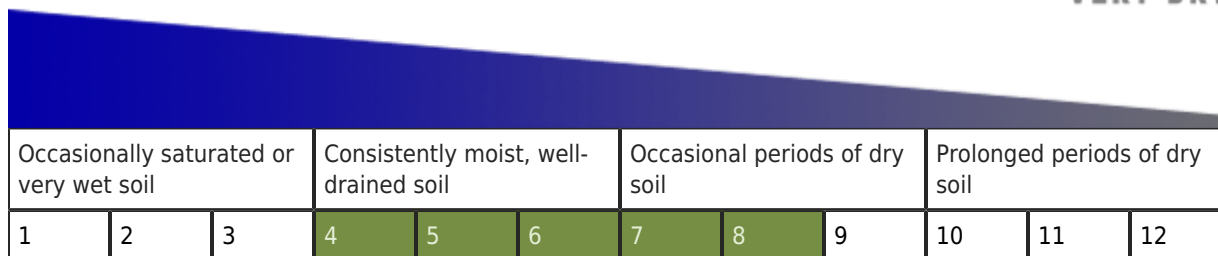 Occasionally saturated or very wet soil
Consistently moist, well-drained soil
Occasional periods of dry soil
Prolonged periods of dry soil
1 2 3 4 5 6 7 8 9 10 11 12